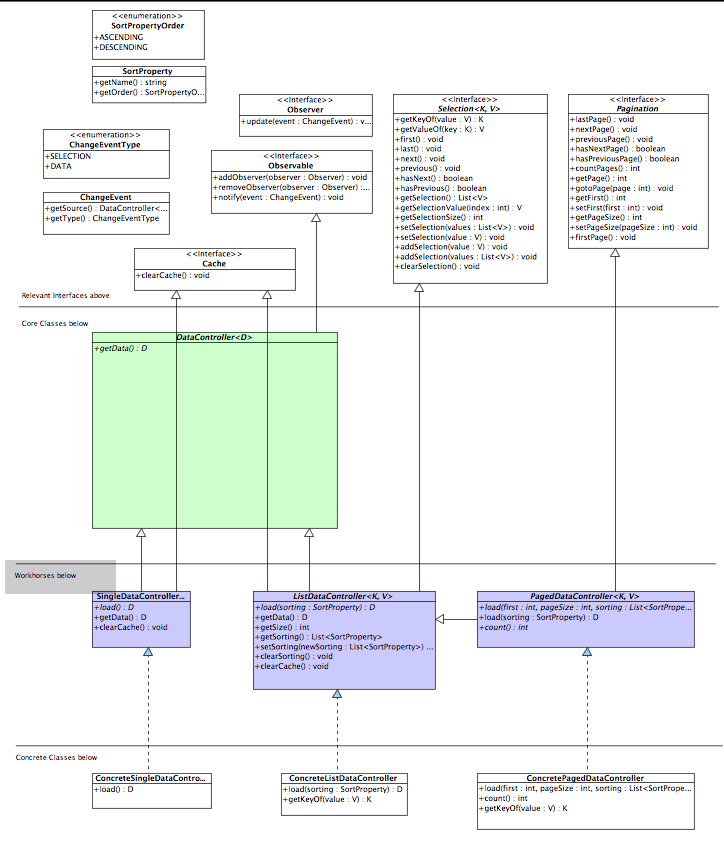 <<enumeration>>
SortPropertyOrder
+ASCENDING
+DESCENDING
SortProperty
+getName() : string
+getOrder() : SortPropertyO...
<<enumeration>>
ChangeEventType
+SELECTION
+DATA
ChangeEvent
+getSource() : DataController<...
+getType() : ChangeEventType
<<Interface>>
Observer
+update(event : ChangeEvent) : v...
<<Interface>>
Observable
+addObserver(observer : Observer) : void
+removeObserver(observer : Observer) :...
+notify(event : ChangeEvent) : void
<<Interface>>
Cache
+clearCache() : void
<<Interface>>
Selection<K, V>
+getKeyOf(value : V) : K
+getValueOf(key : K) : V
+first() : void
+last() : void
+next() : void
+previous() : void
+hasNext() : boolean
+hasPrevious() : boolean
+getSelection() : List<V>
+getSelectionValue(index : int) : V
+getSelectionSize() : int
+setSelection(values : List<V>) : void
+setSelection(value : V) : void
+addSelection(value : V) : void
+addSelection(values : List<V>) : void
+clearSelection() : void
<<Interface>>
Pagination
+lastPage() : void
+nextPage() : void
+previousPage() : void
+hasNextPage() : boolean
+hasPreviousPage() : boolean
+countPages() : int
+getPage() : int
+gotoPage(page : int) : void
+getFirst() : int
+setFirst(first : int) : void
+getPageSize() : int
+setPageSize(pageSize : int) : void
+firstPage() : void
Relevant Interfaces above
Core Classes below
DataController<D>
+getData() : D
Workhorses below
SingleDataController...
+load() : D
+getData() : D
+clearCache() : void
ListDataController<K, V>
+load(sorting : SortProperty) : D
+getData() : D
+getSize() : int
+getSorting() : List<SortProperty>
+setSorting(newSorting : List<SortProperty>) ...
+clearSorting() : void
+clearCache() : void
PagedDataController<K, V>
+load(first : int, pageSize : int, sorting : List<SortPrope...
+load(sorting : SortProperty) : D
+count() : int
Concrete Classes below
ConcreteSingleDataContro...
+load() : D
ConcreteListDataController
+load(sorting : SortProperty) : D
+getKeyOf(value : V) : K
ConcretePagedDataController
+load(first : int, pageSize : int, sorting : List<SortPrope...
+count() : int
+getKeyOf(value : V) : K